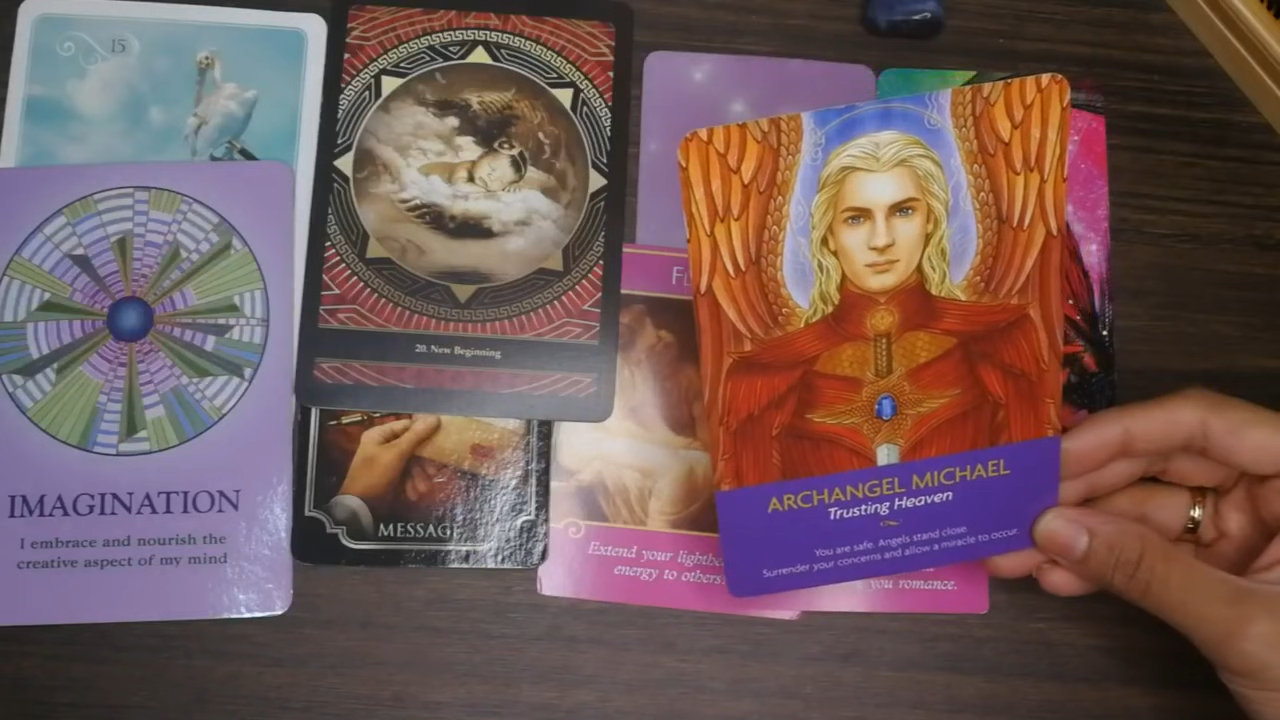 15
IMAGINATION
I embrace and nourish the
creative aspect of my mind
20. New Beginning
MESSAGE
Extend your
energy to others
ARCHANGEL MICHAEL
Trusting Heaven
You are safe. Angels stand close.
Surrender your concerns and allow a miracle to occur.
you romance.